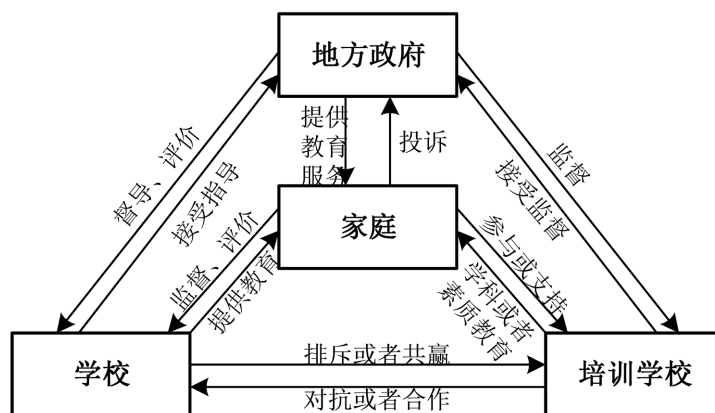 地方政府
提供
教育
服务
投诉
督导、评价
接受指导
监督
接受监督
家庭
监督、评价
提供教育
参与或支持
学科或者
素质教育
学校
排斥或者共赢
对抗或者合作
培训学校